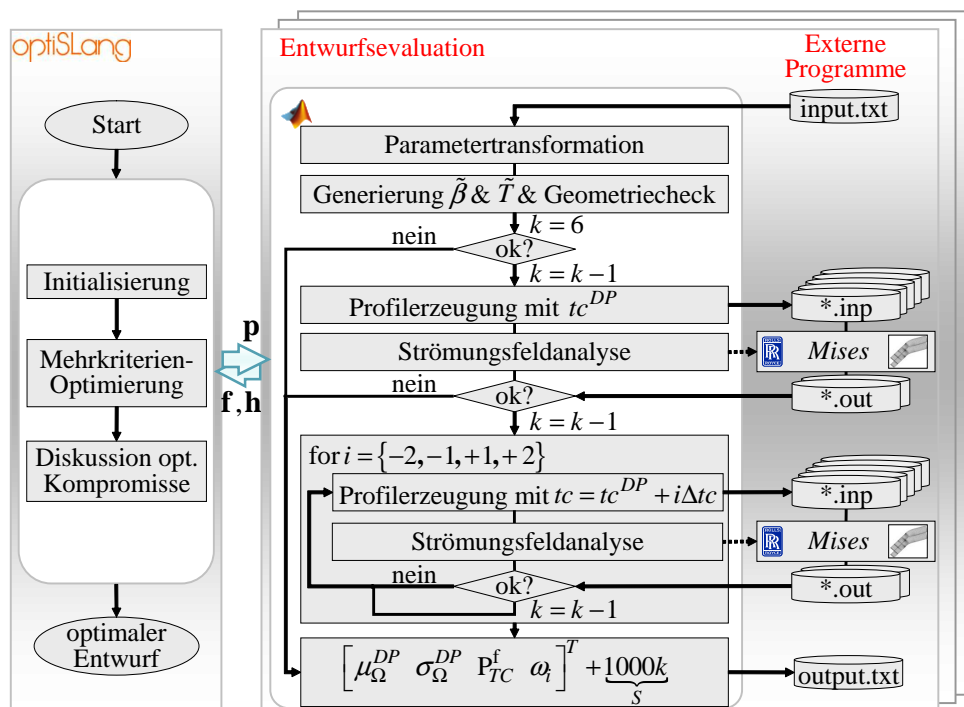 optiSLang
Start
Initialisierung
Mehrkriterien-
Optimierung
Diskussion opt.
Kompromisse
optimaler
Entwurf
p
f,h
Entwurfsevaluation
Externe
Programme
input.txt
Parametertransformation
Generierung β̃ & T̃ & Geometriecheck
k = 6
nein
ok?
k = k −1
Profilerzeugung mit tc^DP
*.inp
Strömungsfeldanalyse
RR
Mises
nein
ok?
*.out
k = k −1
for i = {−2,−1,+1,+2}
Profilerzeugung mit tc = tc^DP + iΔtc
*.inp
Strömungsfeldanalyse
RR
Mises
nein
ok?
*.out
k = k −1
[μ_Ω^DP σ_Ω^DP P_TC^f ω_i]^T + 1000k
S
output.txt